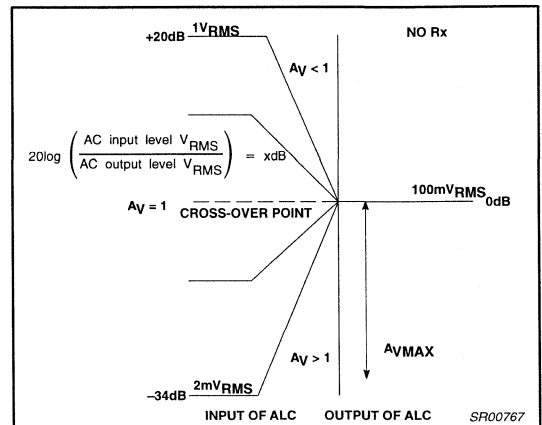 +20dB 1VRMS
NO Rx
AV < 1
20log ( AC input level VRMS / AC output level VRMS ) = xdB
100mVRMS 0dB
AV = 1 CROSS-OVER POINT
AVMAX
AV > 1
–34dB 2mVRMS
INPUT OF ALC OUTPUT OF ALC SR00767